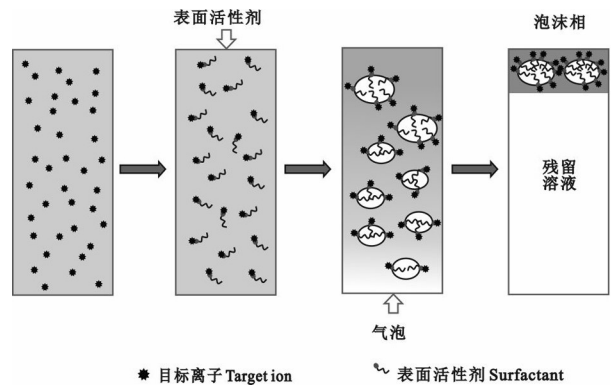 表面活性剂
泡沫相
残留
溶液
气泡
目标离子 Target ion
表面活性剂 Surfactant